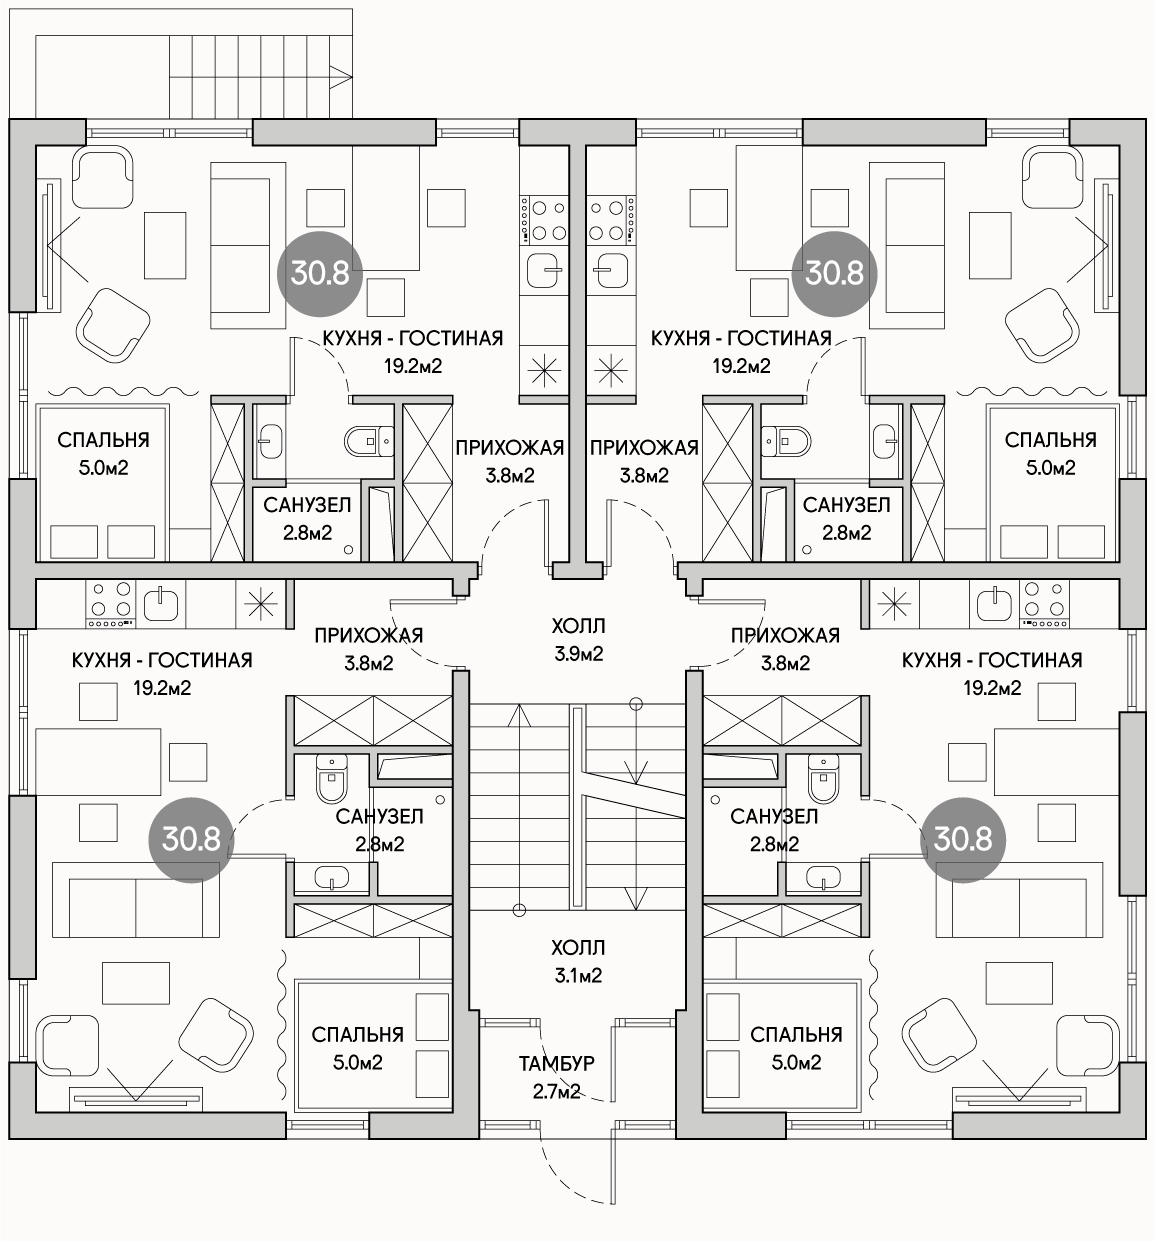 30.8
КУХНЯ - ГОСТИНАЯ
19.2м2
30.8
КУХНЯ - ГОСТИНАЯ
19.2м2
СПАЛЬНЯ
5.0м2
ПРИХОЖАЯ
3.8м2
ПРИХОЖАЯ
3.8м2
СПАЛЬНЯ
5.0м2
САНУЗЕЛ
2.8м2
САНУЗЕЛ
2.8м2
ПРИХОЖАЯ
3.8м2
ХОЛЛ
3.9м2
ПРИХОЖАЯ
3.8м2
КУХНЯ - ГОСТИНАЯ
19.2м2
КУХНЯ - ГОСТИНАЯ
19.2м2
30.8
САНУЗЕЛ
2.8м2
САНУЗЕЛ
2.8м2
30.8
ХОЛЛ
3.1м2
СПАЛЬНЯ
5.0м2
ТАМБУР
2.7м2
СПАЛЬНЯ
5.0м2